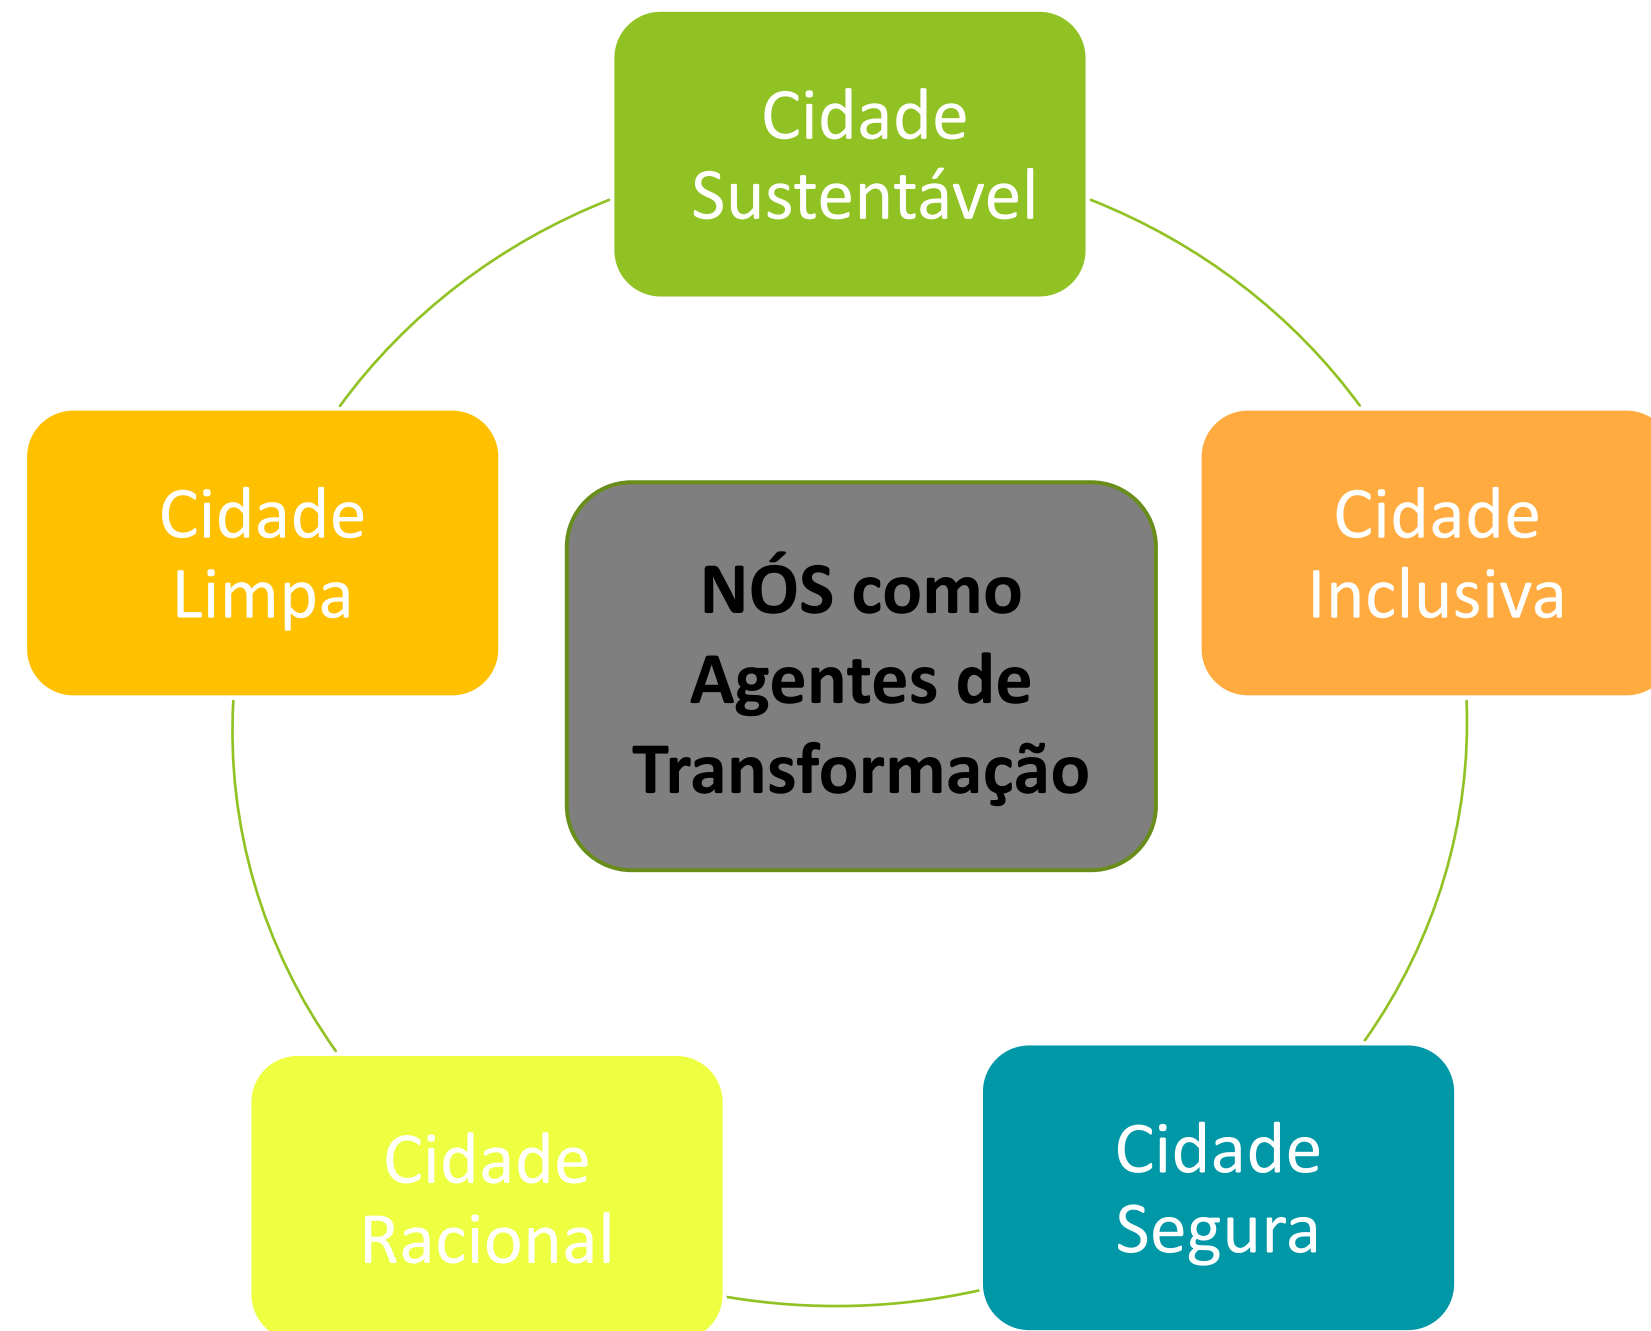 Cidade
Sustentável
Cidade
Inclusiva
Cidade
Segura
Cidade
Racional
Cidade
Limpa
NÓS como
Agentes de
Transformação